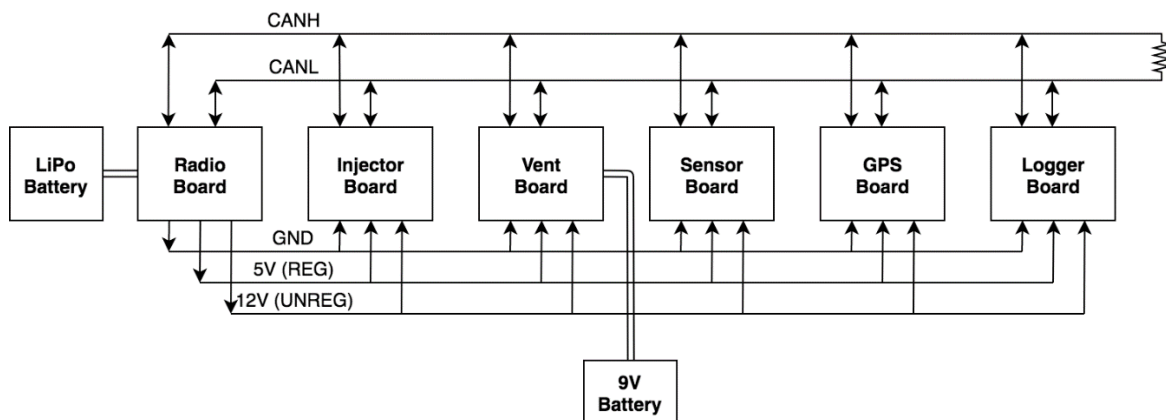 CANH
CANL
LiPo
Battery
Radio
Board
Injector
Board
Vent
Board
Sensor
Board
GPS
Board
Logger
Board
GND
5V (REG)
12V (UNREG)
9V
Battery